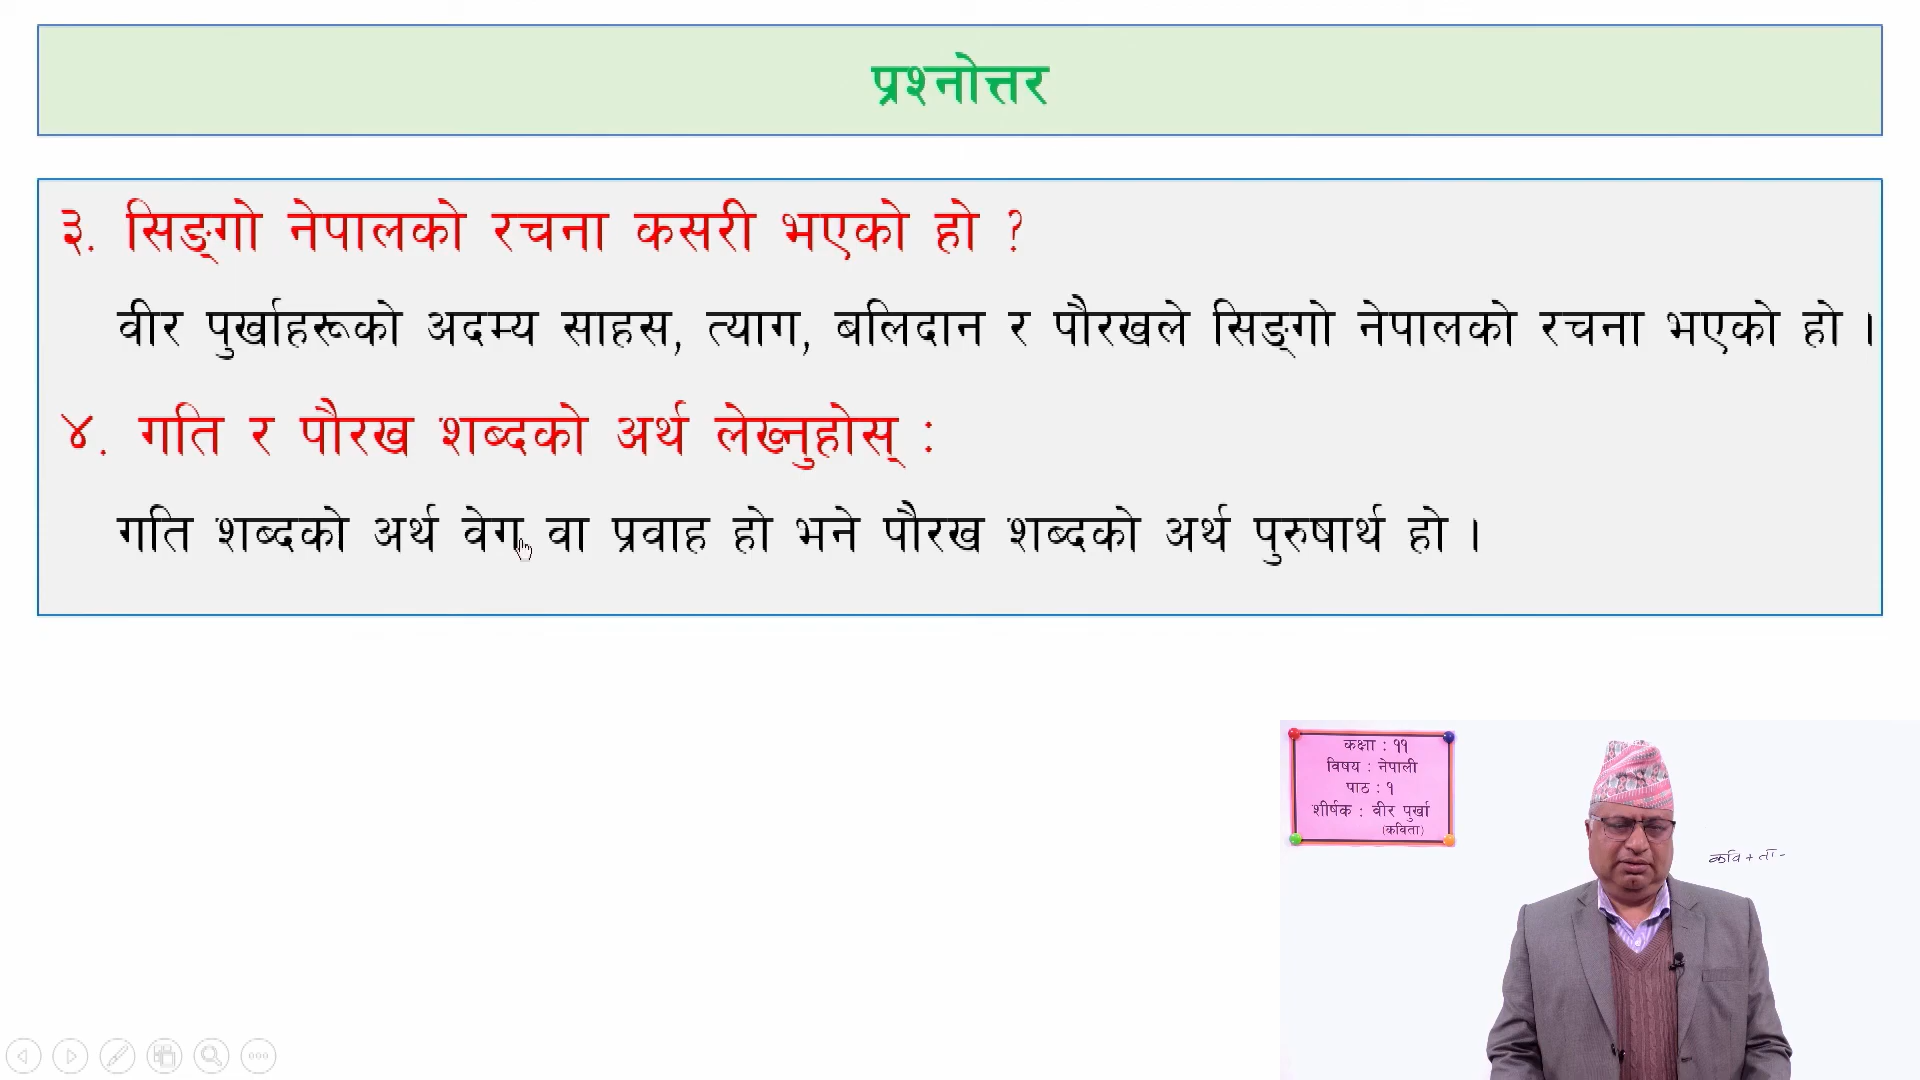 प्रश्नोत्तर
३. सिङ्गो नेपालको रचना कसरी भएको हो ?
वीर पुर्खाहरूको अदम्य साहस, त्याग, बलिदान र पौरखले सिङ्गो नेपालको रचना भएको हो ।
४. गति र पौरख शब्दको अर्थ लेख्नुहोस् :
गति शब्दको अर्थ वेग वा प्रवाह हो भने पौरख शब्दको अर्थ पुरुषार्थ हो ।
कक्षा : ११
विषय : नेपाली
पाठ : १
शीर्षक : वीर पुर्खा
(कविता)
कवि + ता -